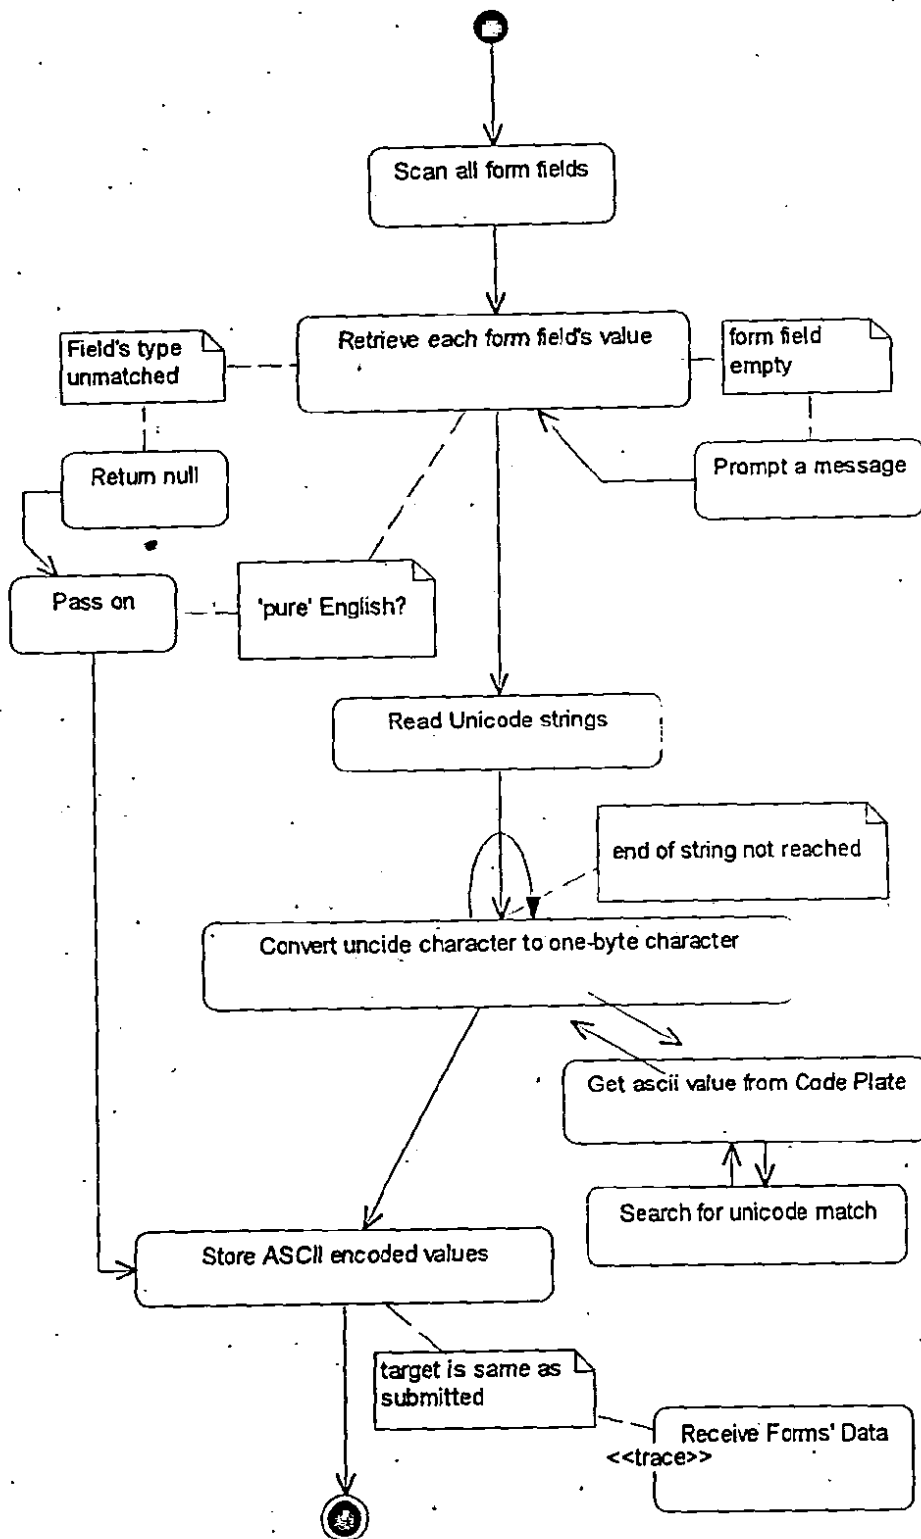 Scan all form fields
Retrieve each form field's value
Field's type
unmatched
form field
empty
Return null
Prompt a message
Pass on
'pure' English?
Read Unicode strings
end of string not reached
Convert uncide character to one-byte character
Get ascii value from Code Plate
Search for unicode match
Store ASCII encoded values
target is same as
submitted
Receive Forms' Data
<<trace>>